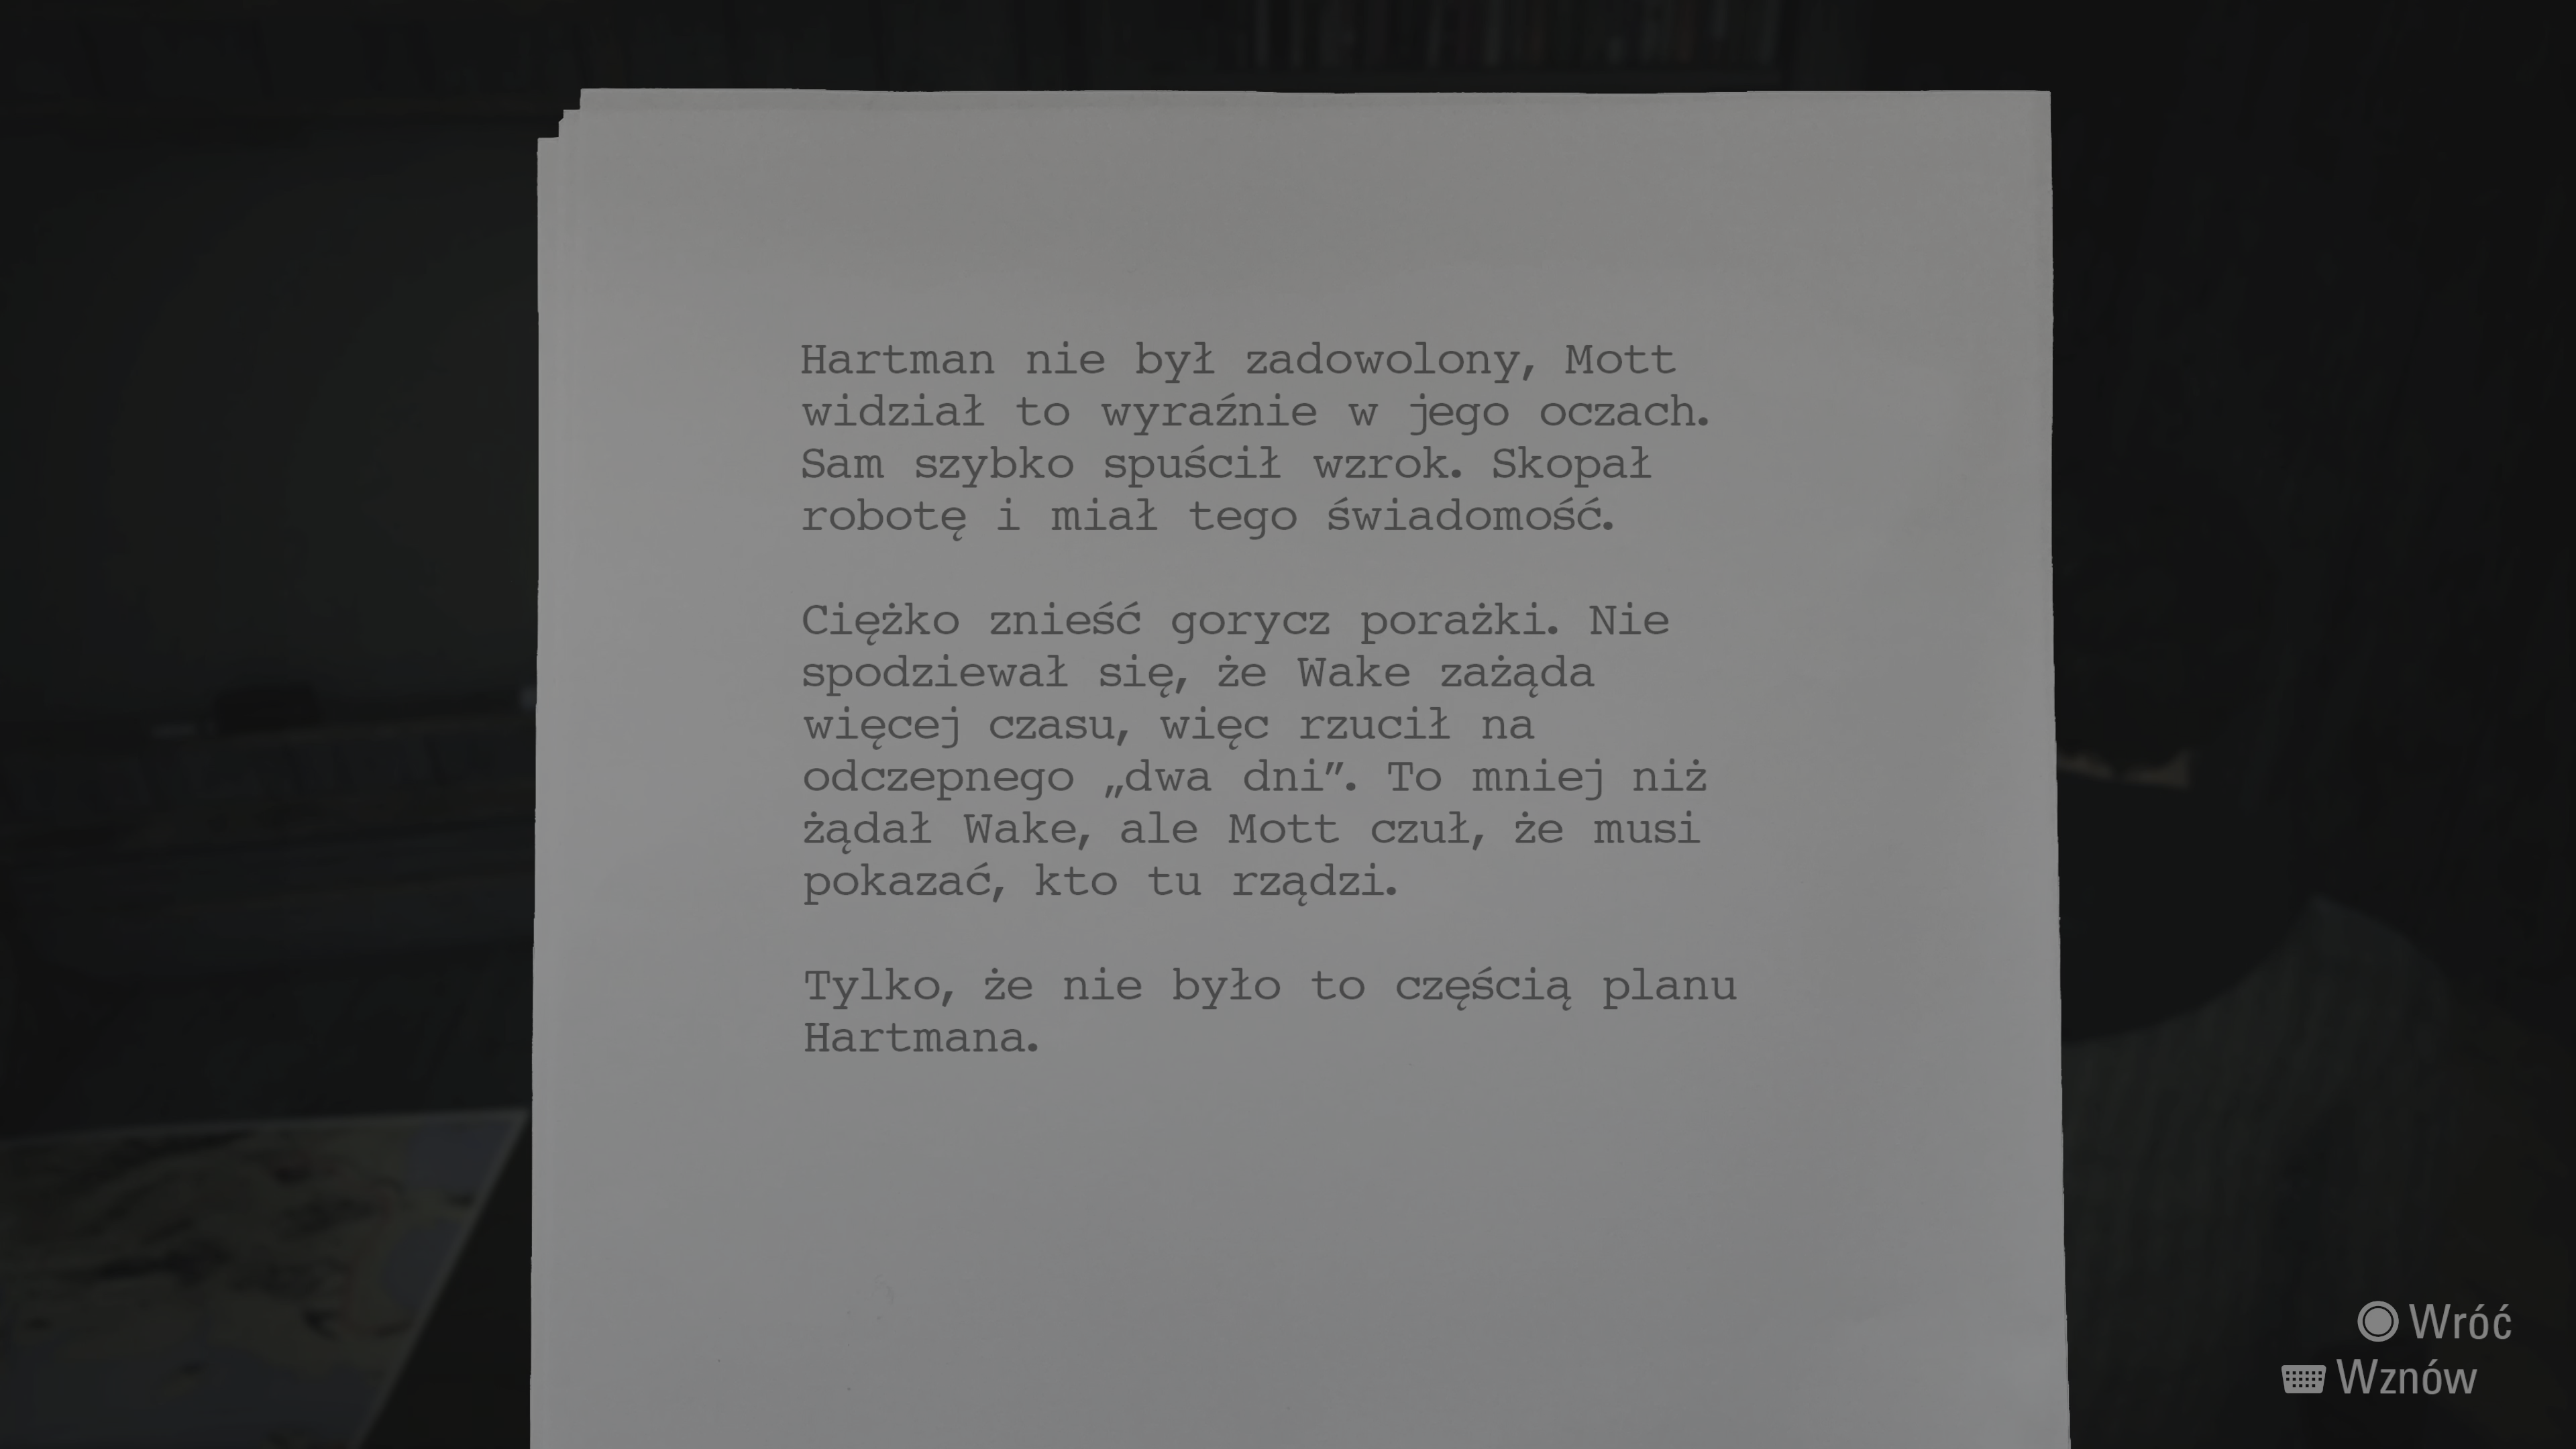 Hartman nie był zadowolony, Mott
widział to wyraźnie w jego oczach.
Sam szybko spuścił wzrok. Skopał
robotę i miał tego świadomość.
Ciężko znieść gorycz porażki. Nie
spodziewał się, że Wake zażąda
więcej czasu, więc rzucił na
odczepnego „dwa dni”. To mniej niż
żądał Wake, ale Mott czuł, że musi
pokazać, kto tu rządzi.
Tylko, że nie było to częścią planu
Hartmana.
Wróć
Wznów